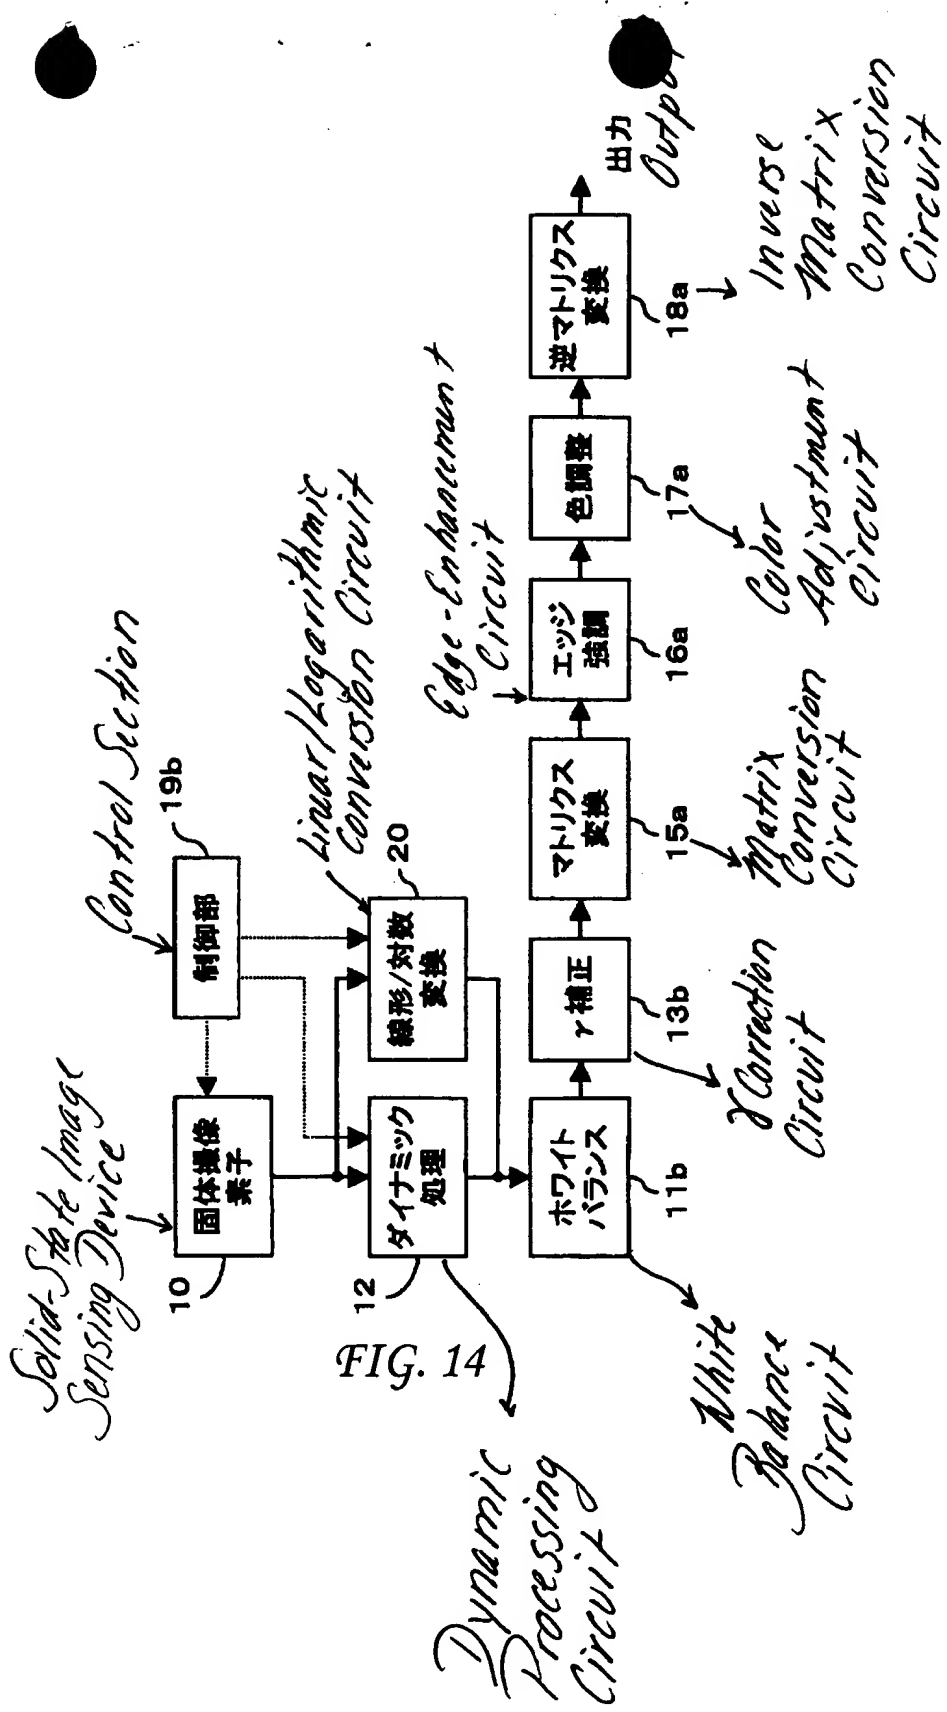 Solid-State Image
Sensing Device
10
固体撮像
素子
Control Section
19b
制御部
Linear/Logarithmic
Conversion Circuit
20
線形/対数
変換
12
ダイナミック
処理
FIG. 14
Dynamic
Processing
Circuit
ホワイト
バランス
11b
White
Balance
Circuit
γ補正
13b
γ Correction
Circuit
マトリクス
変換
15a
Matrix
Conversion
Circuit
Edge-Enhancement
Circuit
エッジ
強調
16a
色調整
17a
Color
Adjustment
Circuit
逆マトリクス
変換
18a
Inverse
Matrix
Conversion
Circuit
出力
Output